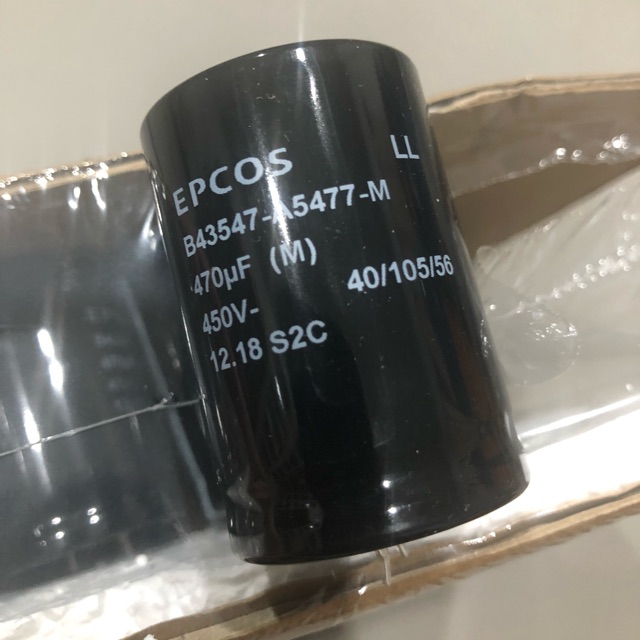 EPCOS LL
B43547-A5477-M
470µF (M) 40/105/56
450V-
12.18 S2C